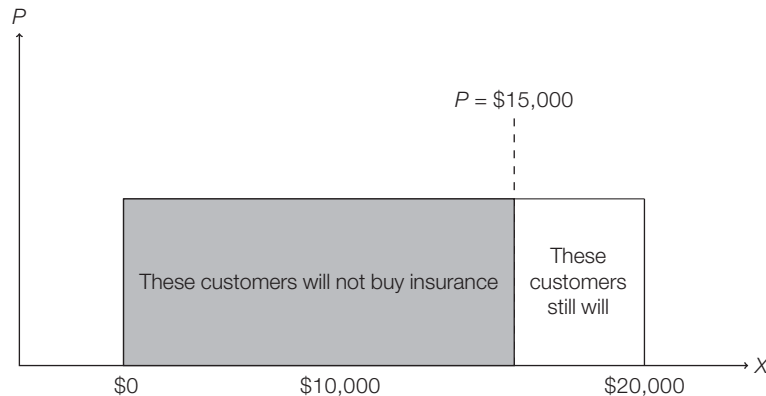 P
P = $15,000
These customers will not buy insurance
These
customers
still will
X
$0
$10,000
$20,000